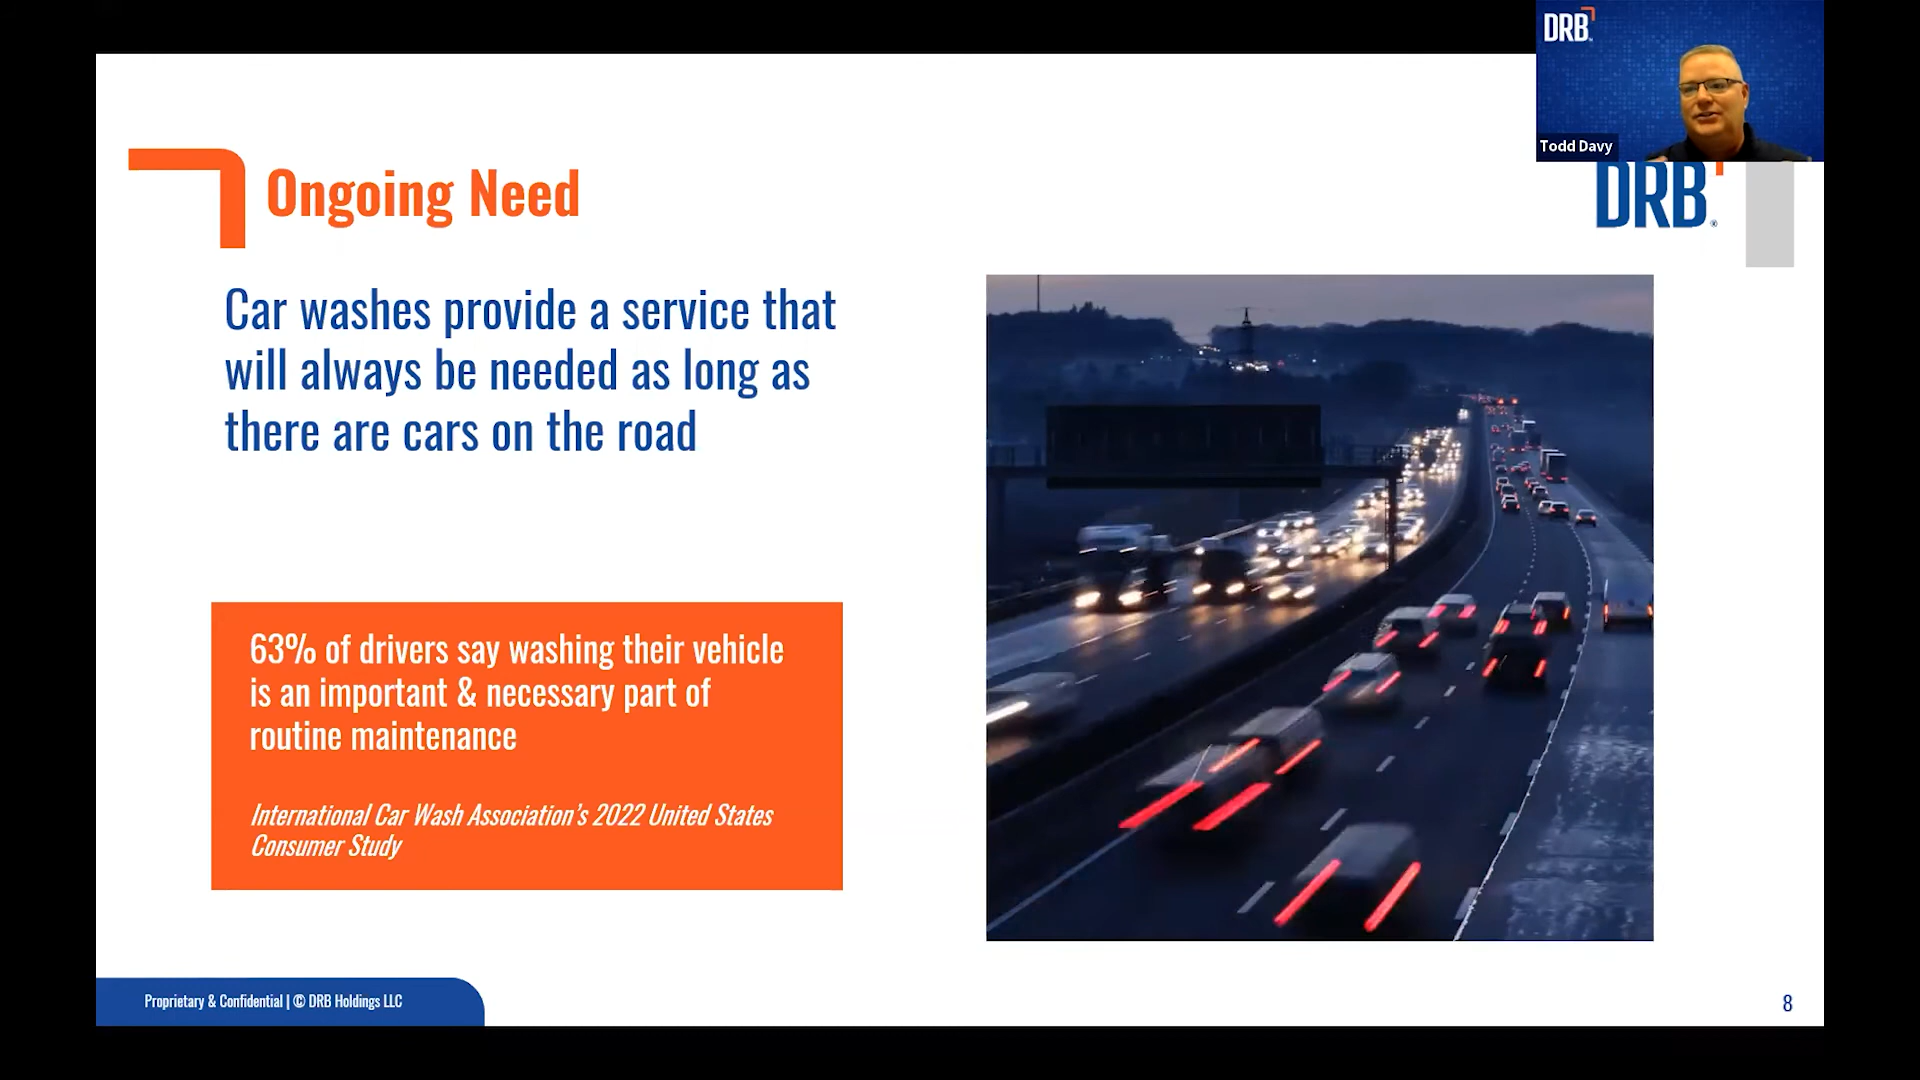 DRB
Todd Davy
DRB®
Ongoing Need
Car washes provide a service that
will always be needed as long as
there are cars on the road
63% of drivers say washing their vehicle
is an important & necessary part of
routine maintenance
International Car Wash Association's 2022 United States
Consumer Study
Proprietary & Confidential | © DRB Holdings LLC
8